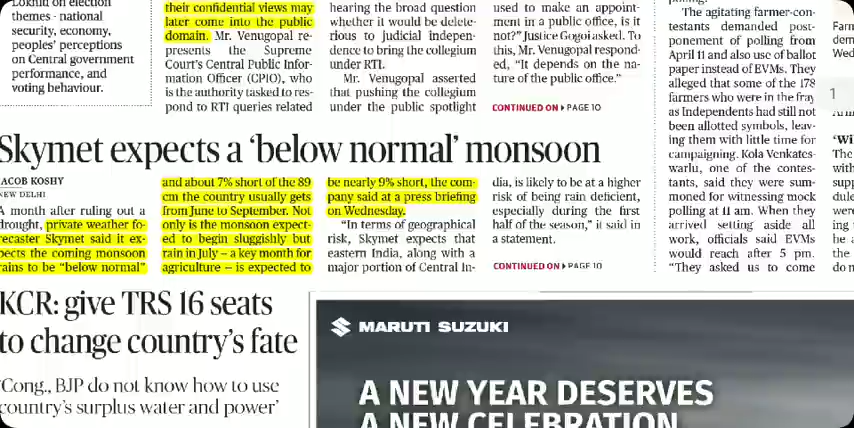 Lokniti on election
themes - national
security, economy,
peoples' perceptions
on Central government
performance, and
voting behaviour.
their confidential views may
later come into the public
domain. Mr. Venugopal re-
presents the Supreme
Court's Central Public Infor-
mation Officer (CPIO), who
is the authority tasked to res-
pond to RTI queries related
hearing the broad question
whether it would be delete-
rious to judicial indepen-
dence to bring the collegium
under RTI.
Mr. Venugopal asserted
that pushing the collegium
under the public spotlight
used to make an appoint-
ment in a public office, is it
not?" Justice Gogoi asked. To
this, Mr. Venugopal respond-
ed, "It depends on the na-
ture of the public office."
CONTINUED ON PAGE 10
Skymet expects a 'below normal' monsoon
JACOB KOSHY
NEW DELHI
A month after ruling out a
drought, private weather fo-
recaster Skymet said it ex-
pects the coming monsoon
rains to be "below normal"
and about 7% short of the 89
cm the country usually gets
from June to September. Not
only is the monsoon expect-
ed to begin sluggishly but
rain in July – a key month for
agriculture – is expected to
be nearly 9% short, the com-
pany said at a press briefing
on Wednesday.
"In terms of geographical
risk, Skymet expects that
eastern India, along with a
major portion of Central In-
dia, is likely to be at a higher
risk of being rain deficient,
especially during the first
half of the season," it said in
a statement.
CONTINUED ON PAGE 10
KCR: give TRS 16 seats
to change country's fate
'Cong., BJP do not know how to use
country's surplus water and power'
MARUTI SUZUKI
A NEW YEAR DESERVES
A NEW CELEBRATION
The agitating farmer-con-
testants demanded post-
ponement of polling from
April 11 and also use of ballot
paper instead of EVMs. They
alleged that some of the 178
farmers who were in the fray
as Independents had still not
been allotted symbols, leav-
ing them with little time for
campaigning. Kola Venkates-
warlu, one of the contes-
tants, said they were sum-
moned for witnessing mock
polling at 11 am. When they
arrived setting aside all
work, officials said EVMs
would reach after 5 pm.
"They asked us to come
Farm
dem
Wed
1
'Wi
The
with
supp
dule
were
ing
he a
the
do n